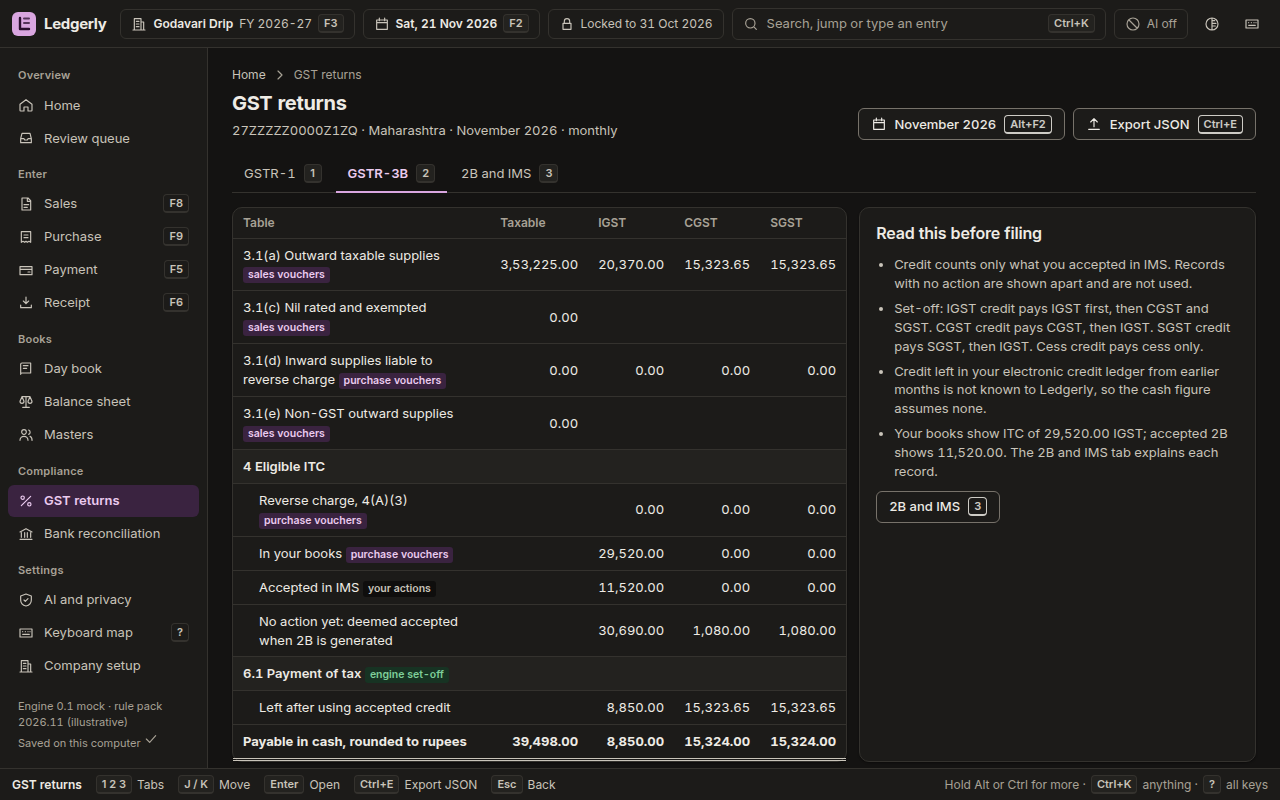 Ledgerly
Godavari Drip FY 2026-27 F3
Sat, 21 Nov 2026 F2
Locked to 31 Oct 2026
Search, jump or type an entry Ctrl+K
AI off
Overview
Home
Review queue
Enter
Sales F8
Purchase F9
Payment F5
Receipt F6
Books
Day book
Balance sheet
Masters
Compliance
GST returns
Bank reconciliation
Settings
AI and privacy
Keyboard map ?
Company setup
Engine 0.1 mock · rule pack
2026.11 (illustrative)
Saved on this computer
Home > GST returns
GST returns
27ZZZZZ0000Z1ZQ · Maharashtra · November 2026 · monthly
November 2026 Alt+F2
Export JSON Ctrl+E
GSTR-1 1 GSTR-3B 2 2B and IMS 3
Table Taxable IGST CGST SGST
3.1(a) Outward taxable supplies
sales vouchers 3,53,225.00 20,370.00 15,323.65 15,323.65
3.1(c) Nil rated and exempted
sales vouchers 0.00
3.1(d) Inward supplies liable to
reverse charge purchase vouchers 0.00 0.00 0.00 0.00
3.1(e) Non-GST outward supplies
sales vouchers 0.00
4 Eligible ITC
Reverse charge, 4(A)(3)
purchase vouchers 0.00 0.00 0.00
In your books purchase vouchers 29,520.00 0.00 0.00
Accepted in IMS your actions 11,520.00 0.00 0.00
No action yet: deemed accepted
when 2B is generated 30,690.00 1,080.00 1,080.00
6.1 Payment of tax engine set-off
Left after using accepted credit 8,850.00 15,323.65 15,323.65
Payable in cash, rounded to rupees 39,498.00 8,850.00 15,324.00 15,324.00
Read this before filing
• Credit counts only what you accepted in IMS. Records
with no action are shown apart and are not used.
• Set-off: IGST credit pays IGST first, then CGST and
SGST. CGST credit pays CGST, then IGST. SGST credit
pays SGST, then IGST. Cess credit pays cess only.
• Credit left in your electronic credit ledger from earlier
months is not known to Ledgerly, so the cash figure
assumes none.
• Your books show ITC of 29,520.00 IGST; accepted 2B
shows 11,520.00. The 2B and IMS tab explains each
record.
2B and IMS 3
GST returns 1 2 3 Tabs J / K Move Enter Open Ctrl+E Export JSON Esc Back
Hold Alt or Ctrl for more · Ctrl+K anything · ? all keys